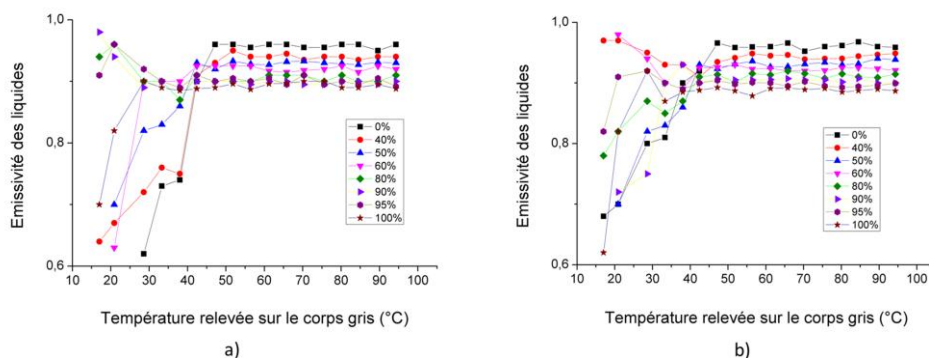 Emissivité des liquides
1,0
0,8
0,6
0%
40%
50%
60%
80%
90%
95%
100%
10 20 30 40 50 60 70 80 90 100
Température relevée sur le corps gris (°C)
a)
Emissivité des liquides
1,0
0,8
0,6
0%
40%
50%
60%
80%
90%
95%
100%
10 20 30 40 50 60 70 80 90 100
Température relevée sur le corps gris (°C)
b)